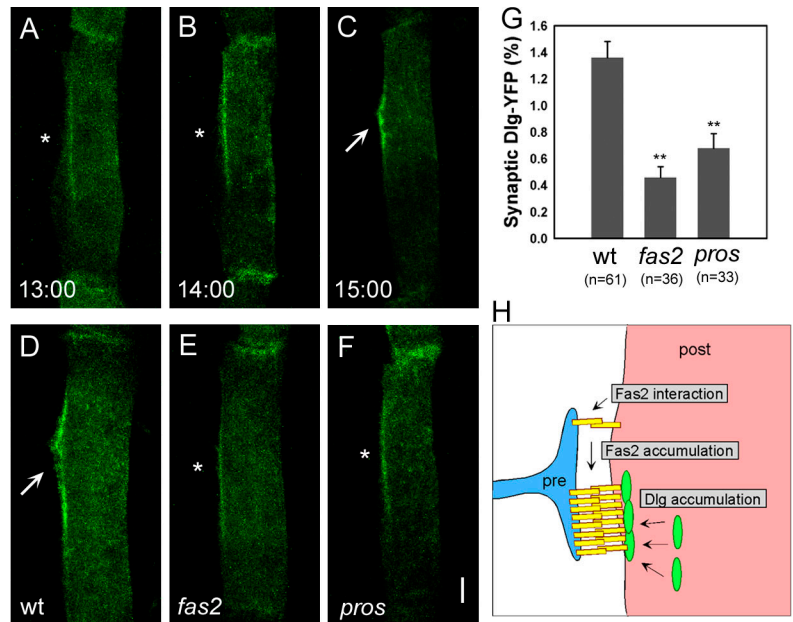 A
B
C
*
*
13:00
14:00
15:00
D
E
F
*
*
wt
fas2
pros
G
Synaptic Dlg-YFP (%)
1.6
1.4
1.2
1.0
0.8
0.6
0.4
0.2
0.0
**
**
wt
fas2
pros
(n=61)
(n=36)
(n=33)
H
post
Fas2 interaction
Fas2 accumulation
pre
Dlg accumulation